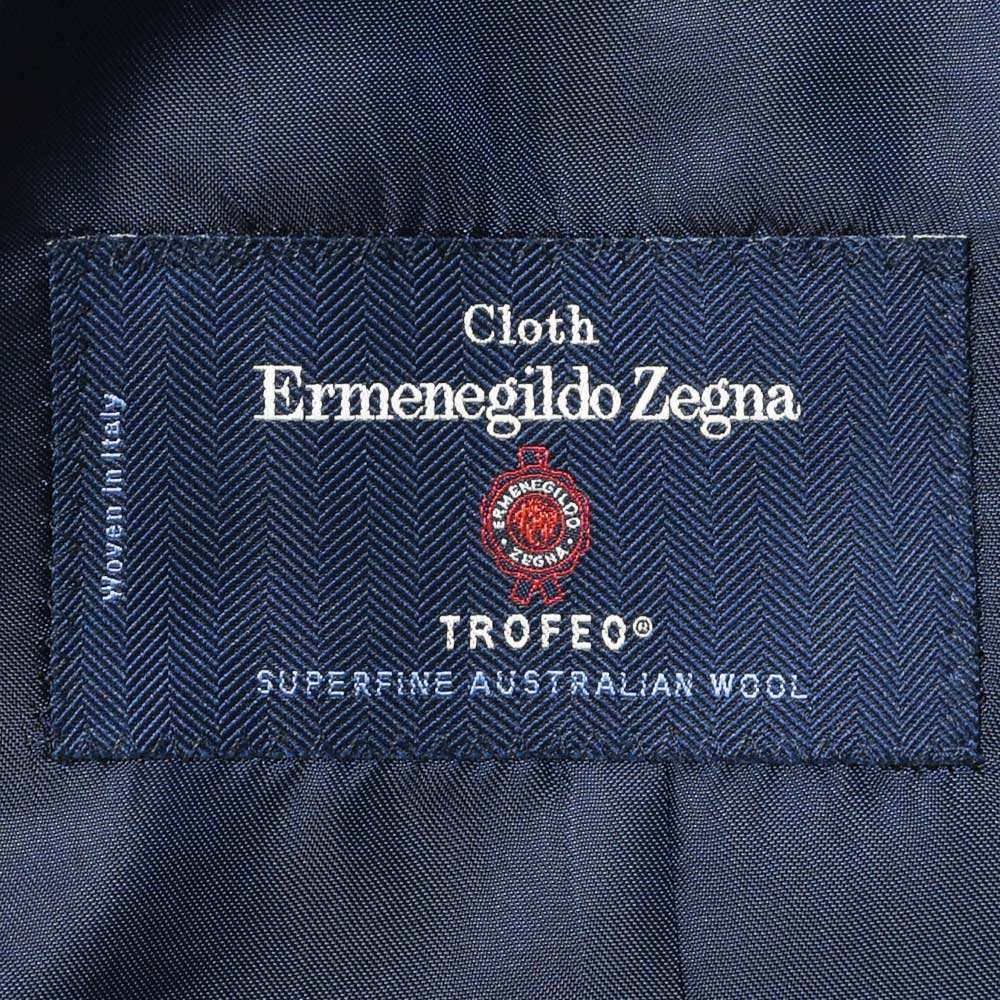 Cloth
Ermenegildo Zegna
ERMENEGILDO
• ZEGNA •
TROFEO®
SUPERFINE AUSTRALIAN WOOL
Woven in Italy